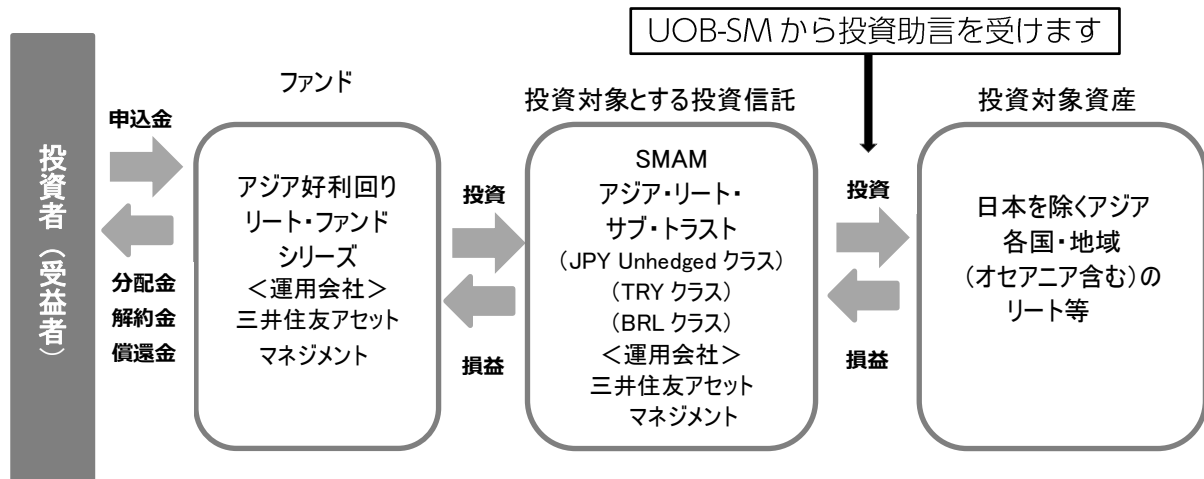 UOB-SM から投資助言を受けます
投資者（受益者）
申込金
分配金
解約金
償還金
ファンド
アジア好利回り
リート・ファンド
シリーズ
＜運用会社＞
三井住友アセット
マネジメント
投資
損益
投資対象とする投資信託
SMAM
アジア・リート・
サブ・トラスト
（JPY Unhedged クラス）
（TRY クラス）
（BRL クラス）
＜運用会社＞
三井住友アセット
マネジメント
投資
損益
投資対象資産
日本を除くアジア
各国・地域
（オセアニア含む）の
リート等